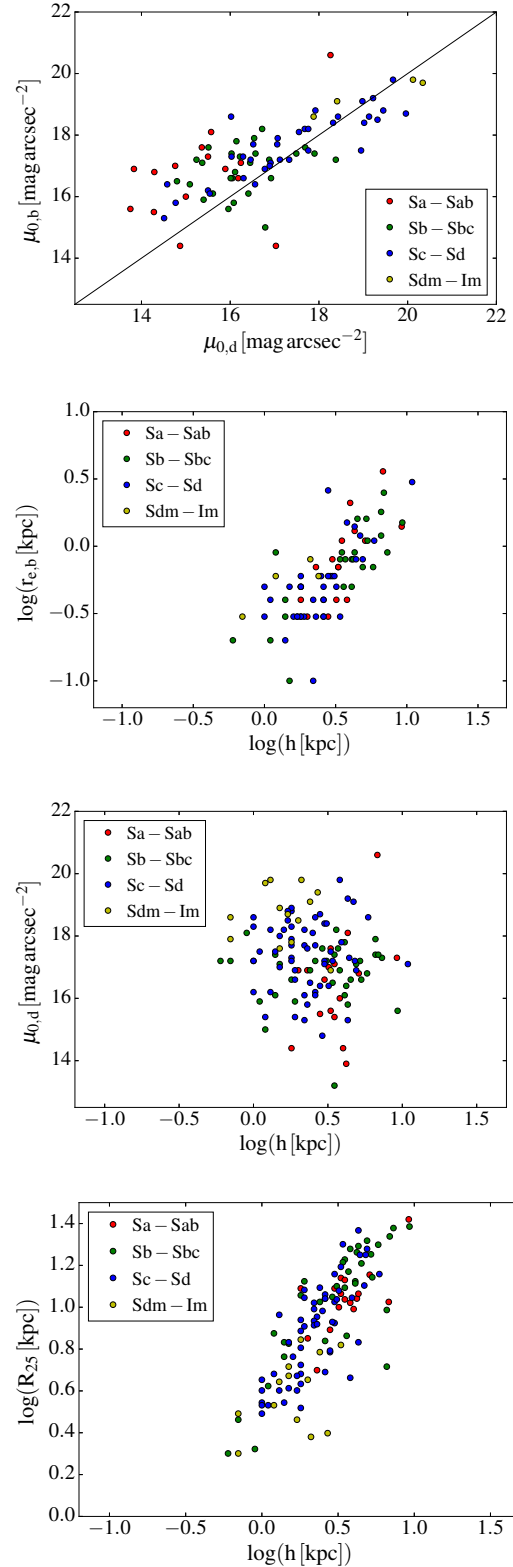 22
20
18
16
14
μ0,b [mag arcsec−2]
14 16 18 20 22
μ0,d [mag arcsec−2]
Sa − Sab
Sb − Sbc
Sc − Sd
Sdm − Im
1.0
0.5
0.0
−0.5
−1.0
log(re,b [kpc])
−1.0 −0.5 0.0 0.5 1.0 1.5
log(h [kpc])
Sa − Sab
Sb − Sbc
Sc − Sd
Sdm − Im
22
20
18
16
14
μ0,d [mag arcsec−2]
−1.0 −0.5 0.0 0.5 1.0 1.5
log(h [kpc])
Sa − Sab
Sb − Sbc
Sc − Sd
Sdm − Im
1.4
1.2
1.0
0.8
0.6
0.4
0.2
0.0
log(R25 [kpc])
−1.0 −0.5 0.0 0.5 1.0 1.5
log(h [kpc])
Sa − Sab
Sb − Sbc
Sc − Sd
Sdm − Im